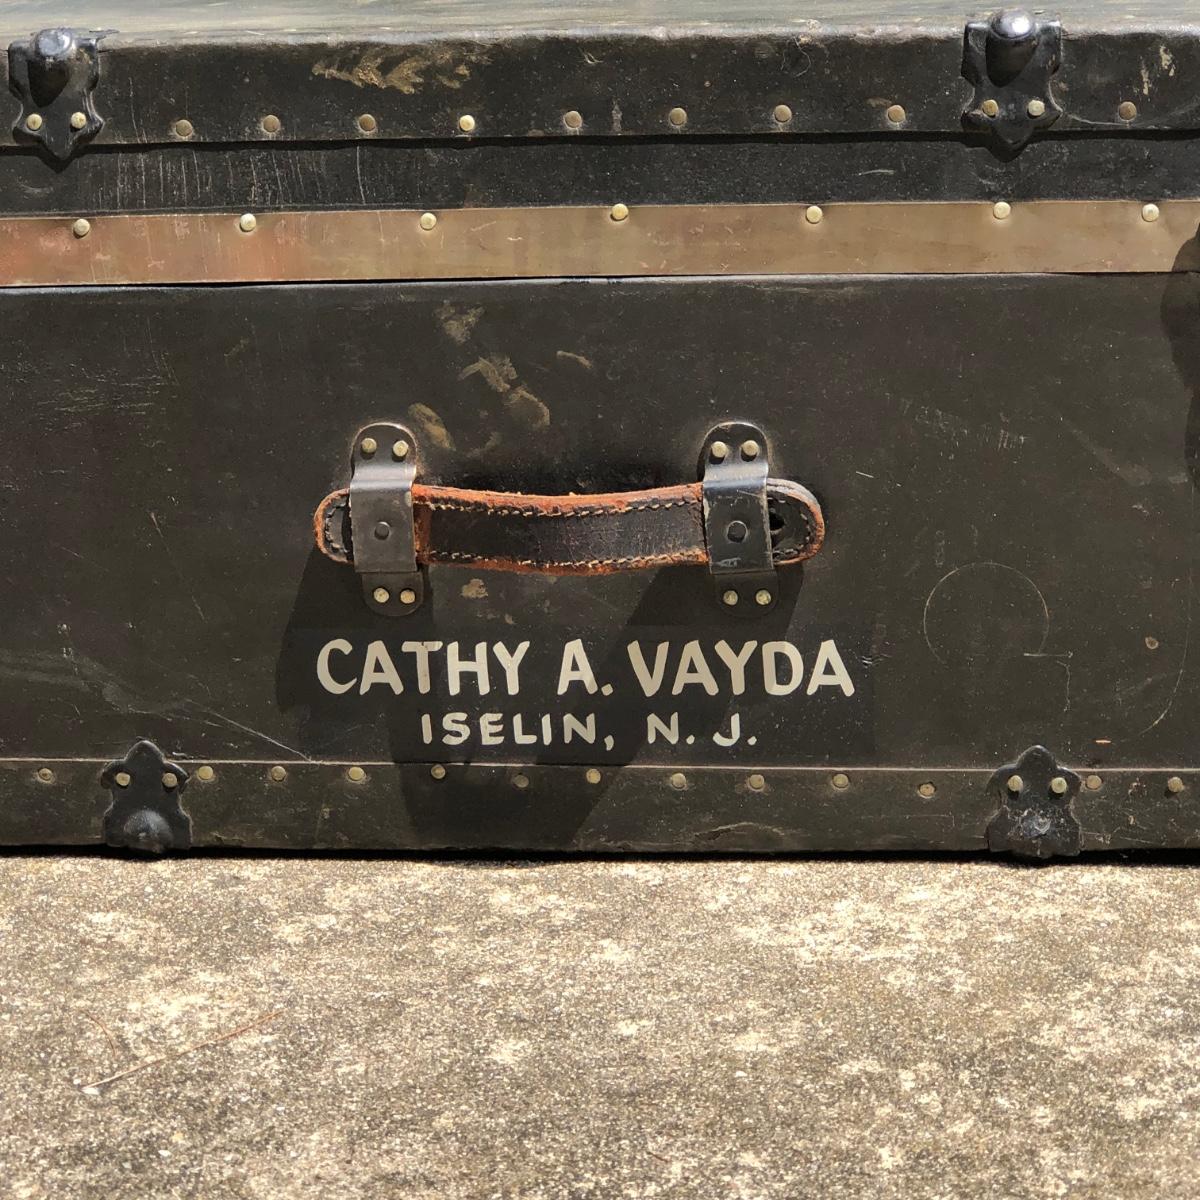 CATHY A. VAYDA
ISELIN, N. J.